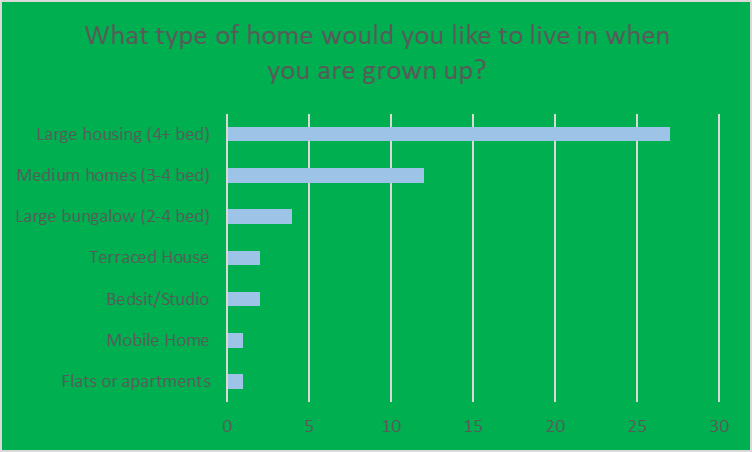 What type of home would you like to live in when
you are grown up?
Large housing (4+ bed)
Medium homes (3-4 bed)
Large bungalow (2-4 bed)
Terraced House
Bedsit/Studio
Mobile Home
Flats or apartments
0 5 10 15 20 25 30